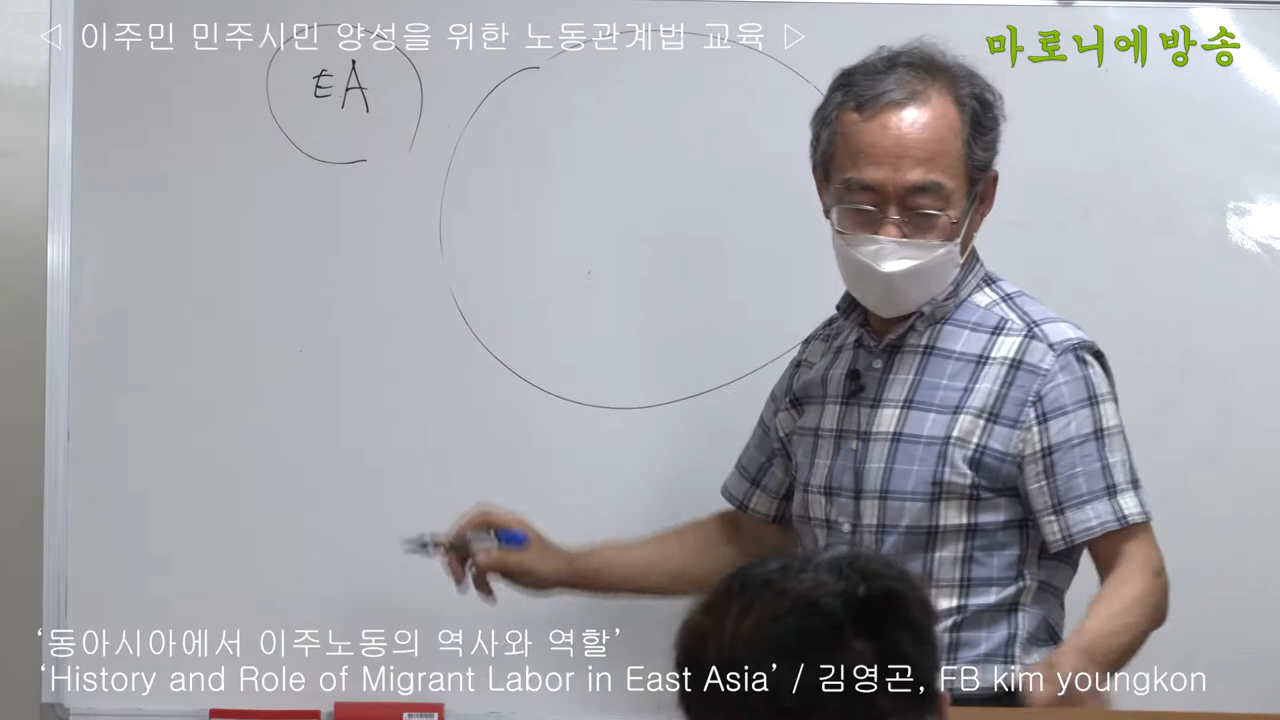 ◁ 이주민 민주시민 양성을 위한 노동관계법 교육 ▷
마로니에방송
EA
‘동아시아에서 이주노동의 역사와 역할’
‘History and Role of Migrant Labor in East Asia’ / 김영곤, FB kim youngkon